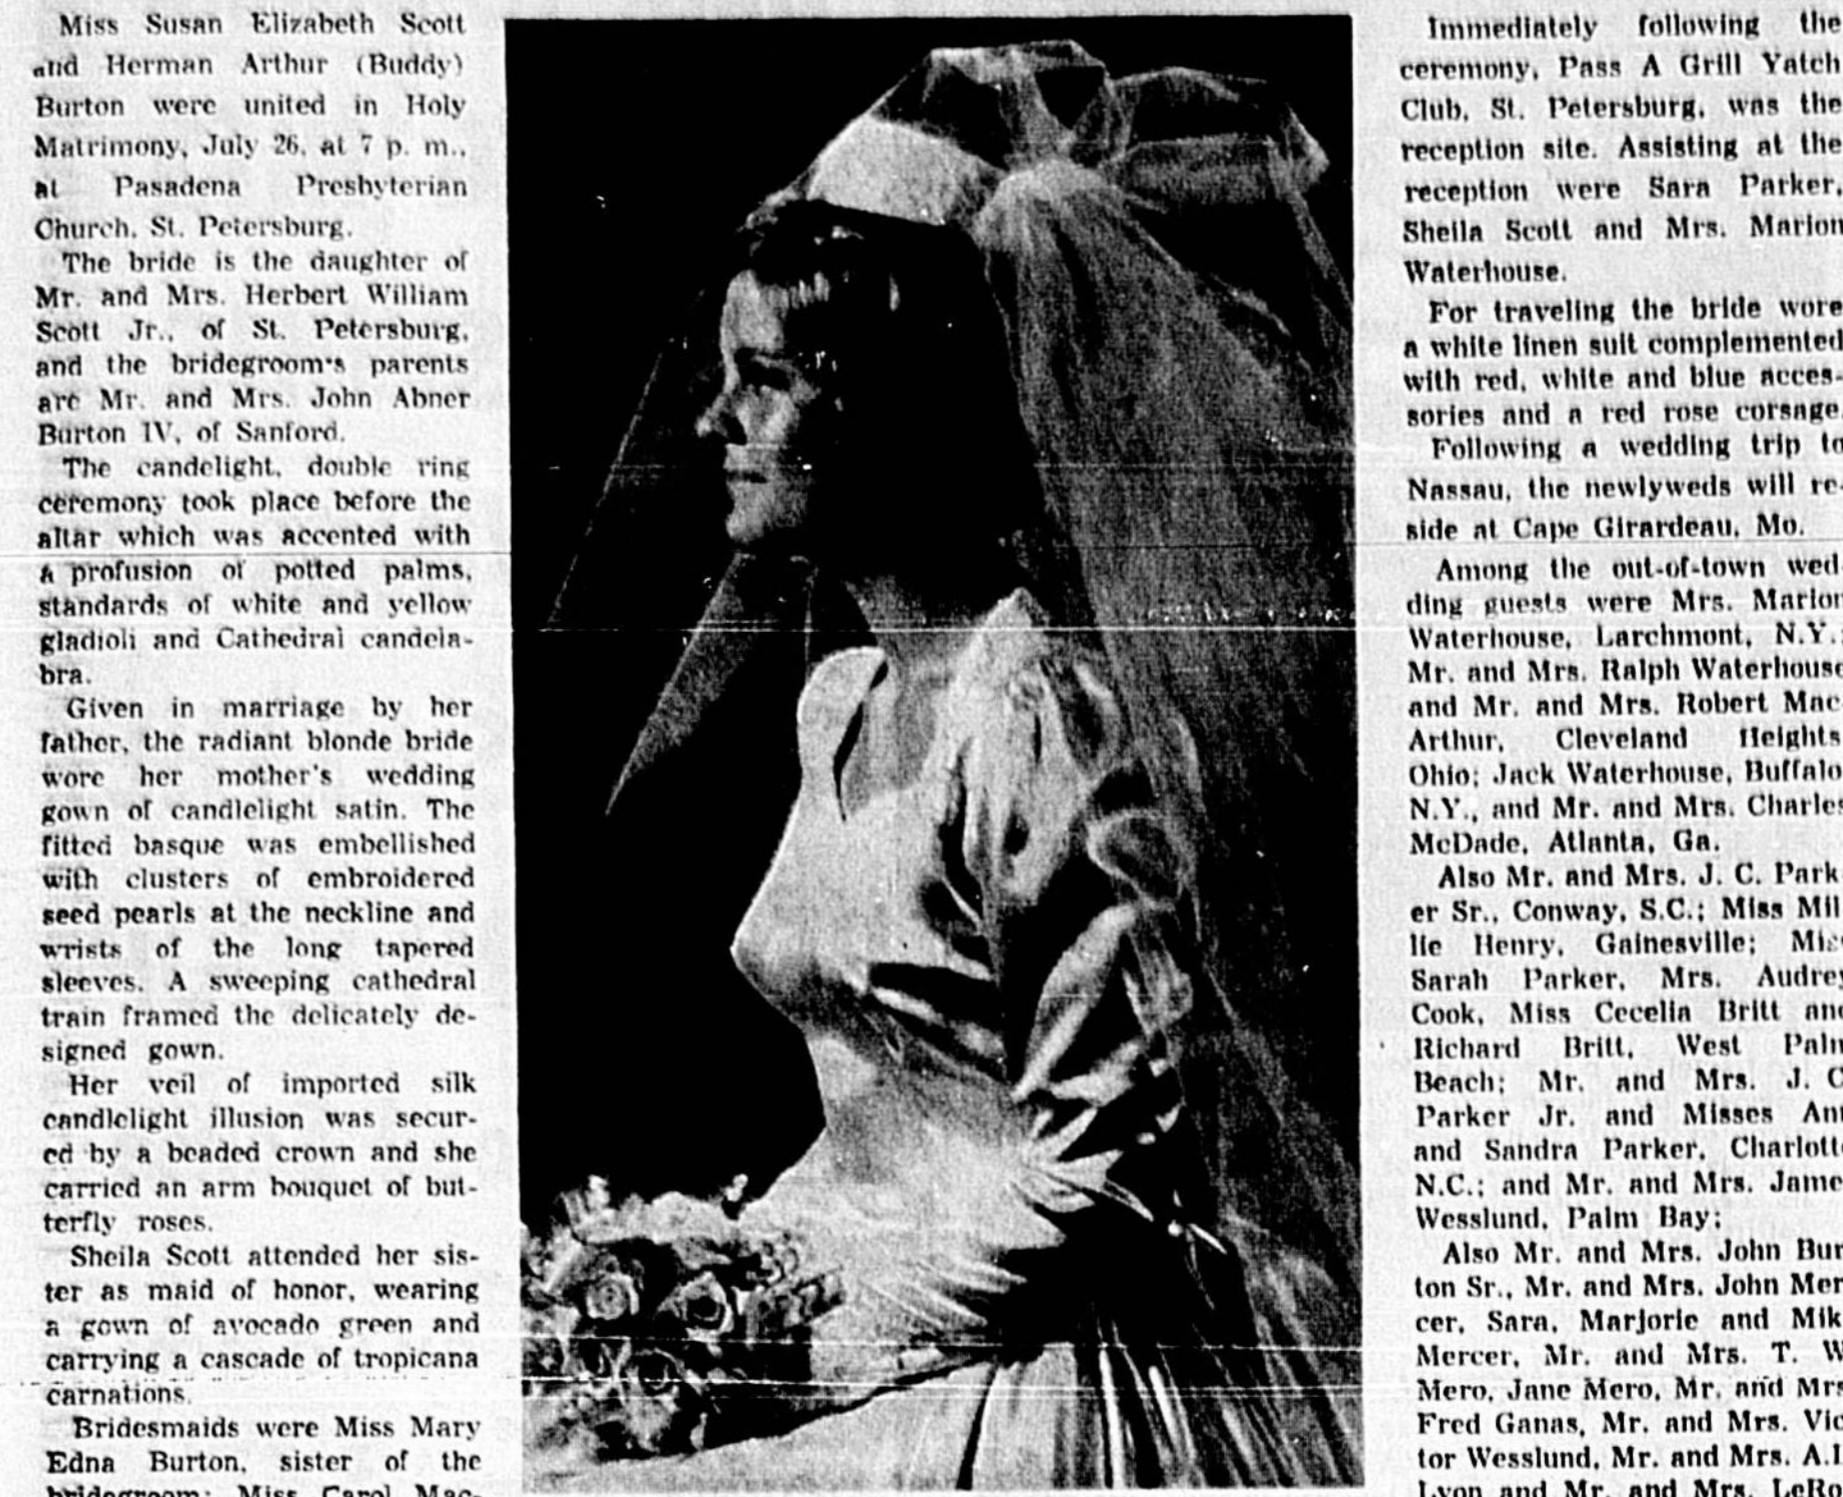 Miss Susan Elizabeth Scott
and Herman Arthur (Buddy)
Burton were united in Holy
Matrimony, July 26, at 7 p. m.,
at Pasadena Presbyterian
Church, St. Petersburg.
The bride is the daughter of
Mr. and Mrs. Herbert William
Scott Jr., of St. Petersburg,
and the bridegroom's parents
are Mr. and Mrs. John Abner
Burton IV, of Sanford.
The candelight, double ring
ceremony took place before the
altar which was accented with
a profusion of potted palms,
standards of white and yellow
gladioli and Cathedral candela-
bra.
Given in marriage by her
father, the radiant blonde bride
wore her mother's wedding
gown of candlelight satin. The
fitted basque was embellished
with clusters of embroidered
seed pearls at the neckline and
wrists of the long tapered
sleeves. A sweeping cathedral
train framed the delicately de-
signed gown.
Her veil of imported silk
candlelight illusion was secur-
ed by a beaded crown and she
carried an arm bouquet of but-
terfly roses.
Sheila Scott attended her sis-
ter as maid of honor, wearing
a gown of avocado green and
carrying a cascade of tropicana
carnations.
Bridesmaids were Miss Mary
Edna Burton, sister of the
bridegroom; Miss Carol Mac-
Immediately following the
ceremony, Pass A Grill Yatch
Club, St. Petersburg, was the
reception site. Assisting at the
reception were Sara Parker,
Sheila Scott and Mrs. Marion
Waterhouse.
For traveling the bride wore
a white linen suit complemented
with red, white and blue acces-
sories and a red rose corsage.
Following a wedding trip to
Nassau, the newlyweds will re-
side at Cape Girardeau, Mo.
Among the out-of-town wed-
ding guests were Mrs. Marion
Waterhouse, Larchmont, N.Y.,
Mr. and Mrs. Ralph Waterhouse
and Mr. and Mrs. Robert Mac-
Arthur, Cleveland Heights,
Ohio; Jack Waterhouse, Buffalo,
N.Y., and Mr. and Mrs. Charles
McDade, Atlanta, Ga.
Also Mr. and Mrs. J. C. Park-
er Sr., Conway, S.C.; Miss Mil-
lie Henry, Gainesville; Miss
Sarah Parker, Mrs. Audrey
Cook, Miss Cecelia Britt and
Richard Britt, West Palm
Beach; Mr. and Mrs. J. C.
Parker Jr. and Misses Ann
and Sandra Parker, Charlotte
N.C.; and Mr. and Mrs. James
Wesslund, Palm Bay;
Also Mr. and Mrs. John Bur-
ton Sr., Mr. and Mrs. John Mer-
cer, Sara, Marjorie and Mike
Mercer, Mr. and Mrs. T. W.
Mero, Jane Mero, Mr. and Mrs.
Fred Ganas, Mr. and Mrs. Vic-
tor Wesslund, Mr. and Mrs.
Lyon and Mr. and Mrs.